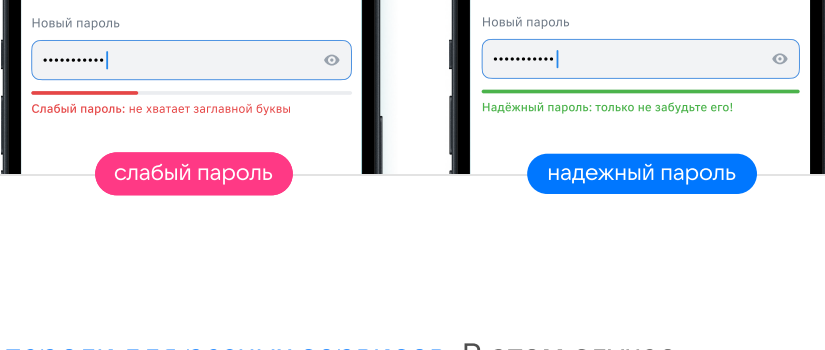 Новый пароль
•••••••••••
Слабый пароль: не хватает заглавной буквы
слабый пароль
Новый пароль
•••••••••••
Надёжный пароль: только не забудьте его!
надежный пароль